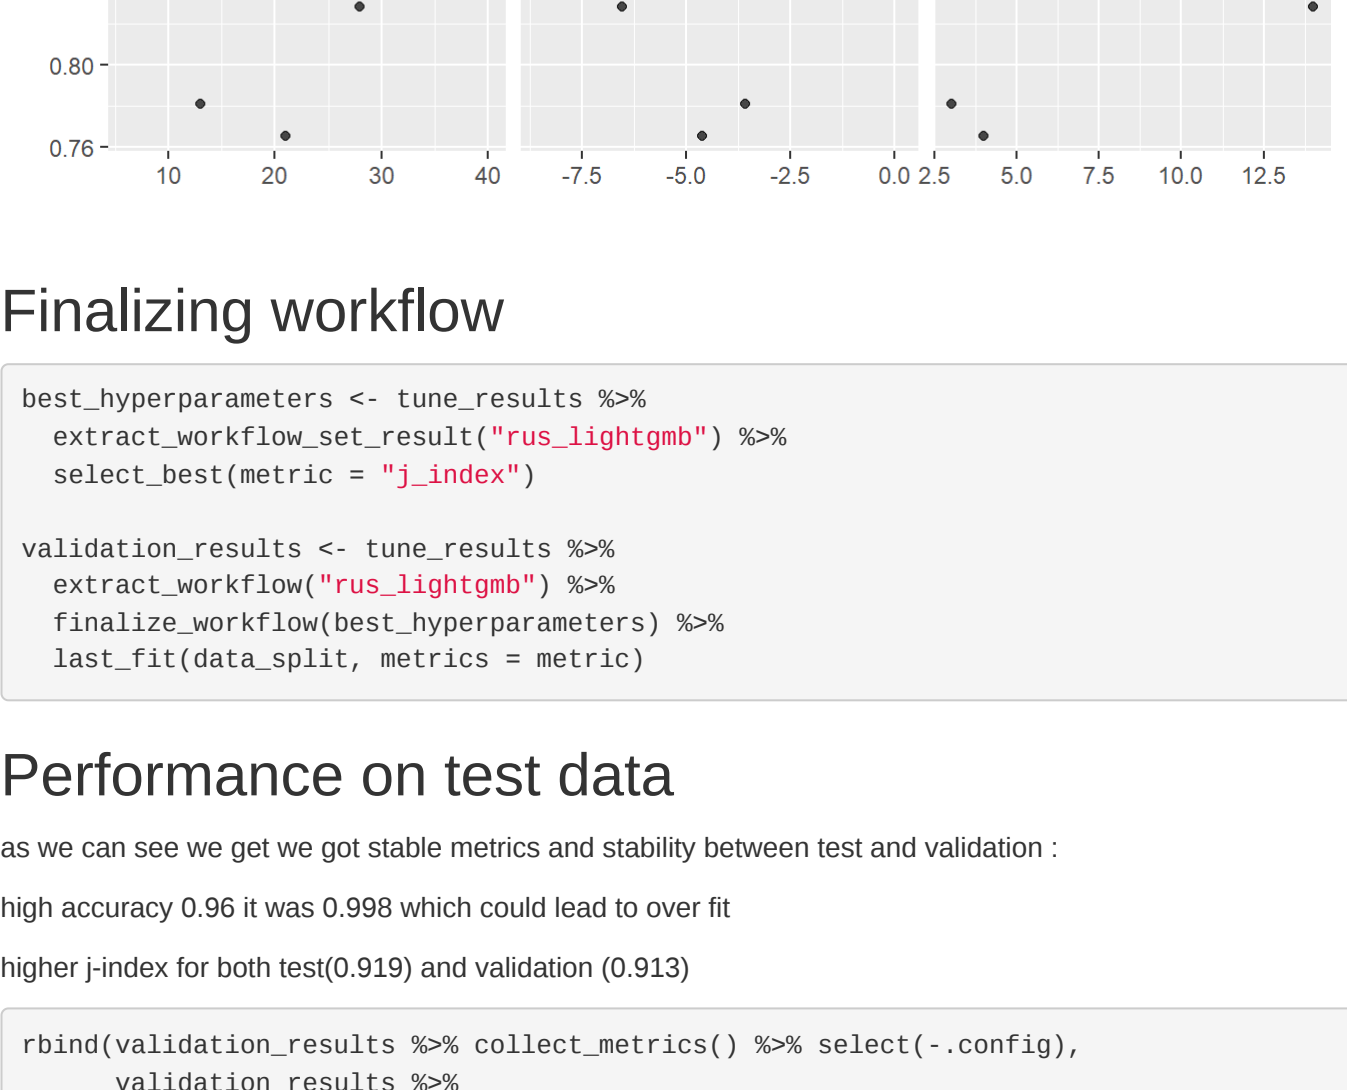 0.80
0.76
10 20 30 40 -7.5 -5.0 -2.5 0.0 2.5 5.0 7.5 10.0 12.5
Finalizing workflow
best_hyperparameters <- tune_results %>%
  extract_workflow_set_result("rus_lightgmb") %>%
  select_best(metric = "j_index")
validation_results <- tune_results %>%
  extract_workflow("rus_lightgmb") %>%
  finalize_workflow(best_hyperparameters) %>%
  last_fit(data_split, metrics = metric)
Performance on test data
as we can see we get we got stable metrics and stability between test and validation :
high accuracy 0.96 it was 0.998 which could lead to over fit
higher j-index for both test(0.919) and validation (0.913)
rbind(validation_results %>% collect_metrics() %>% select(-.config),
      validation_results %>%